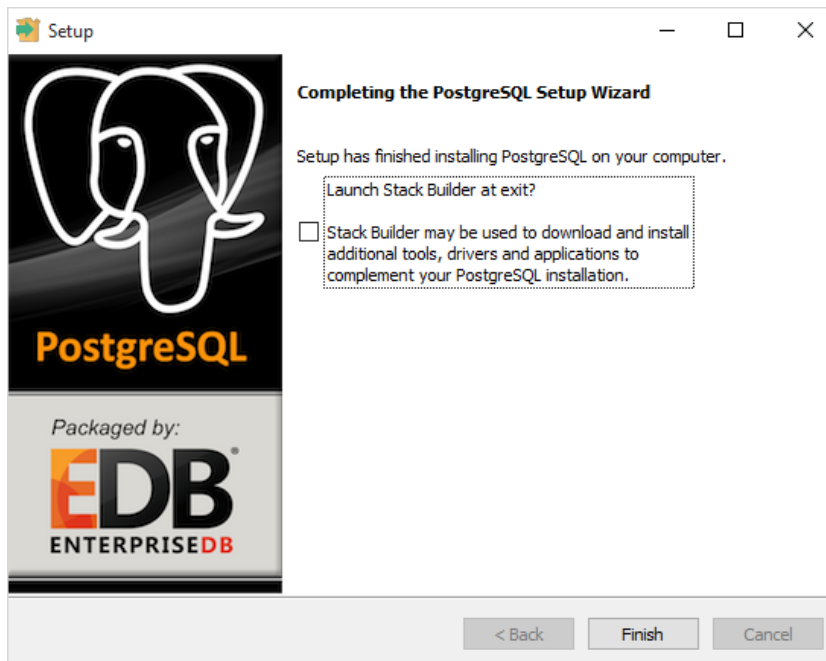 Setup
Completing the PostgreSQL Setup Wizard
Setup has finished installing PostgreSQL on your computer.
Launch Stack Builder at exit?
Stack Builder may be used to download and install
additional tools, drivers and applications to
complement your PostgreSQL installation.
PostgreSQL
Packaged by:
EDB®
ENTERPRISEDB
< Back
Finish
Cancel